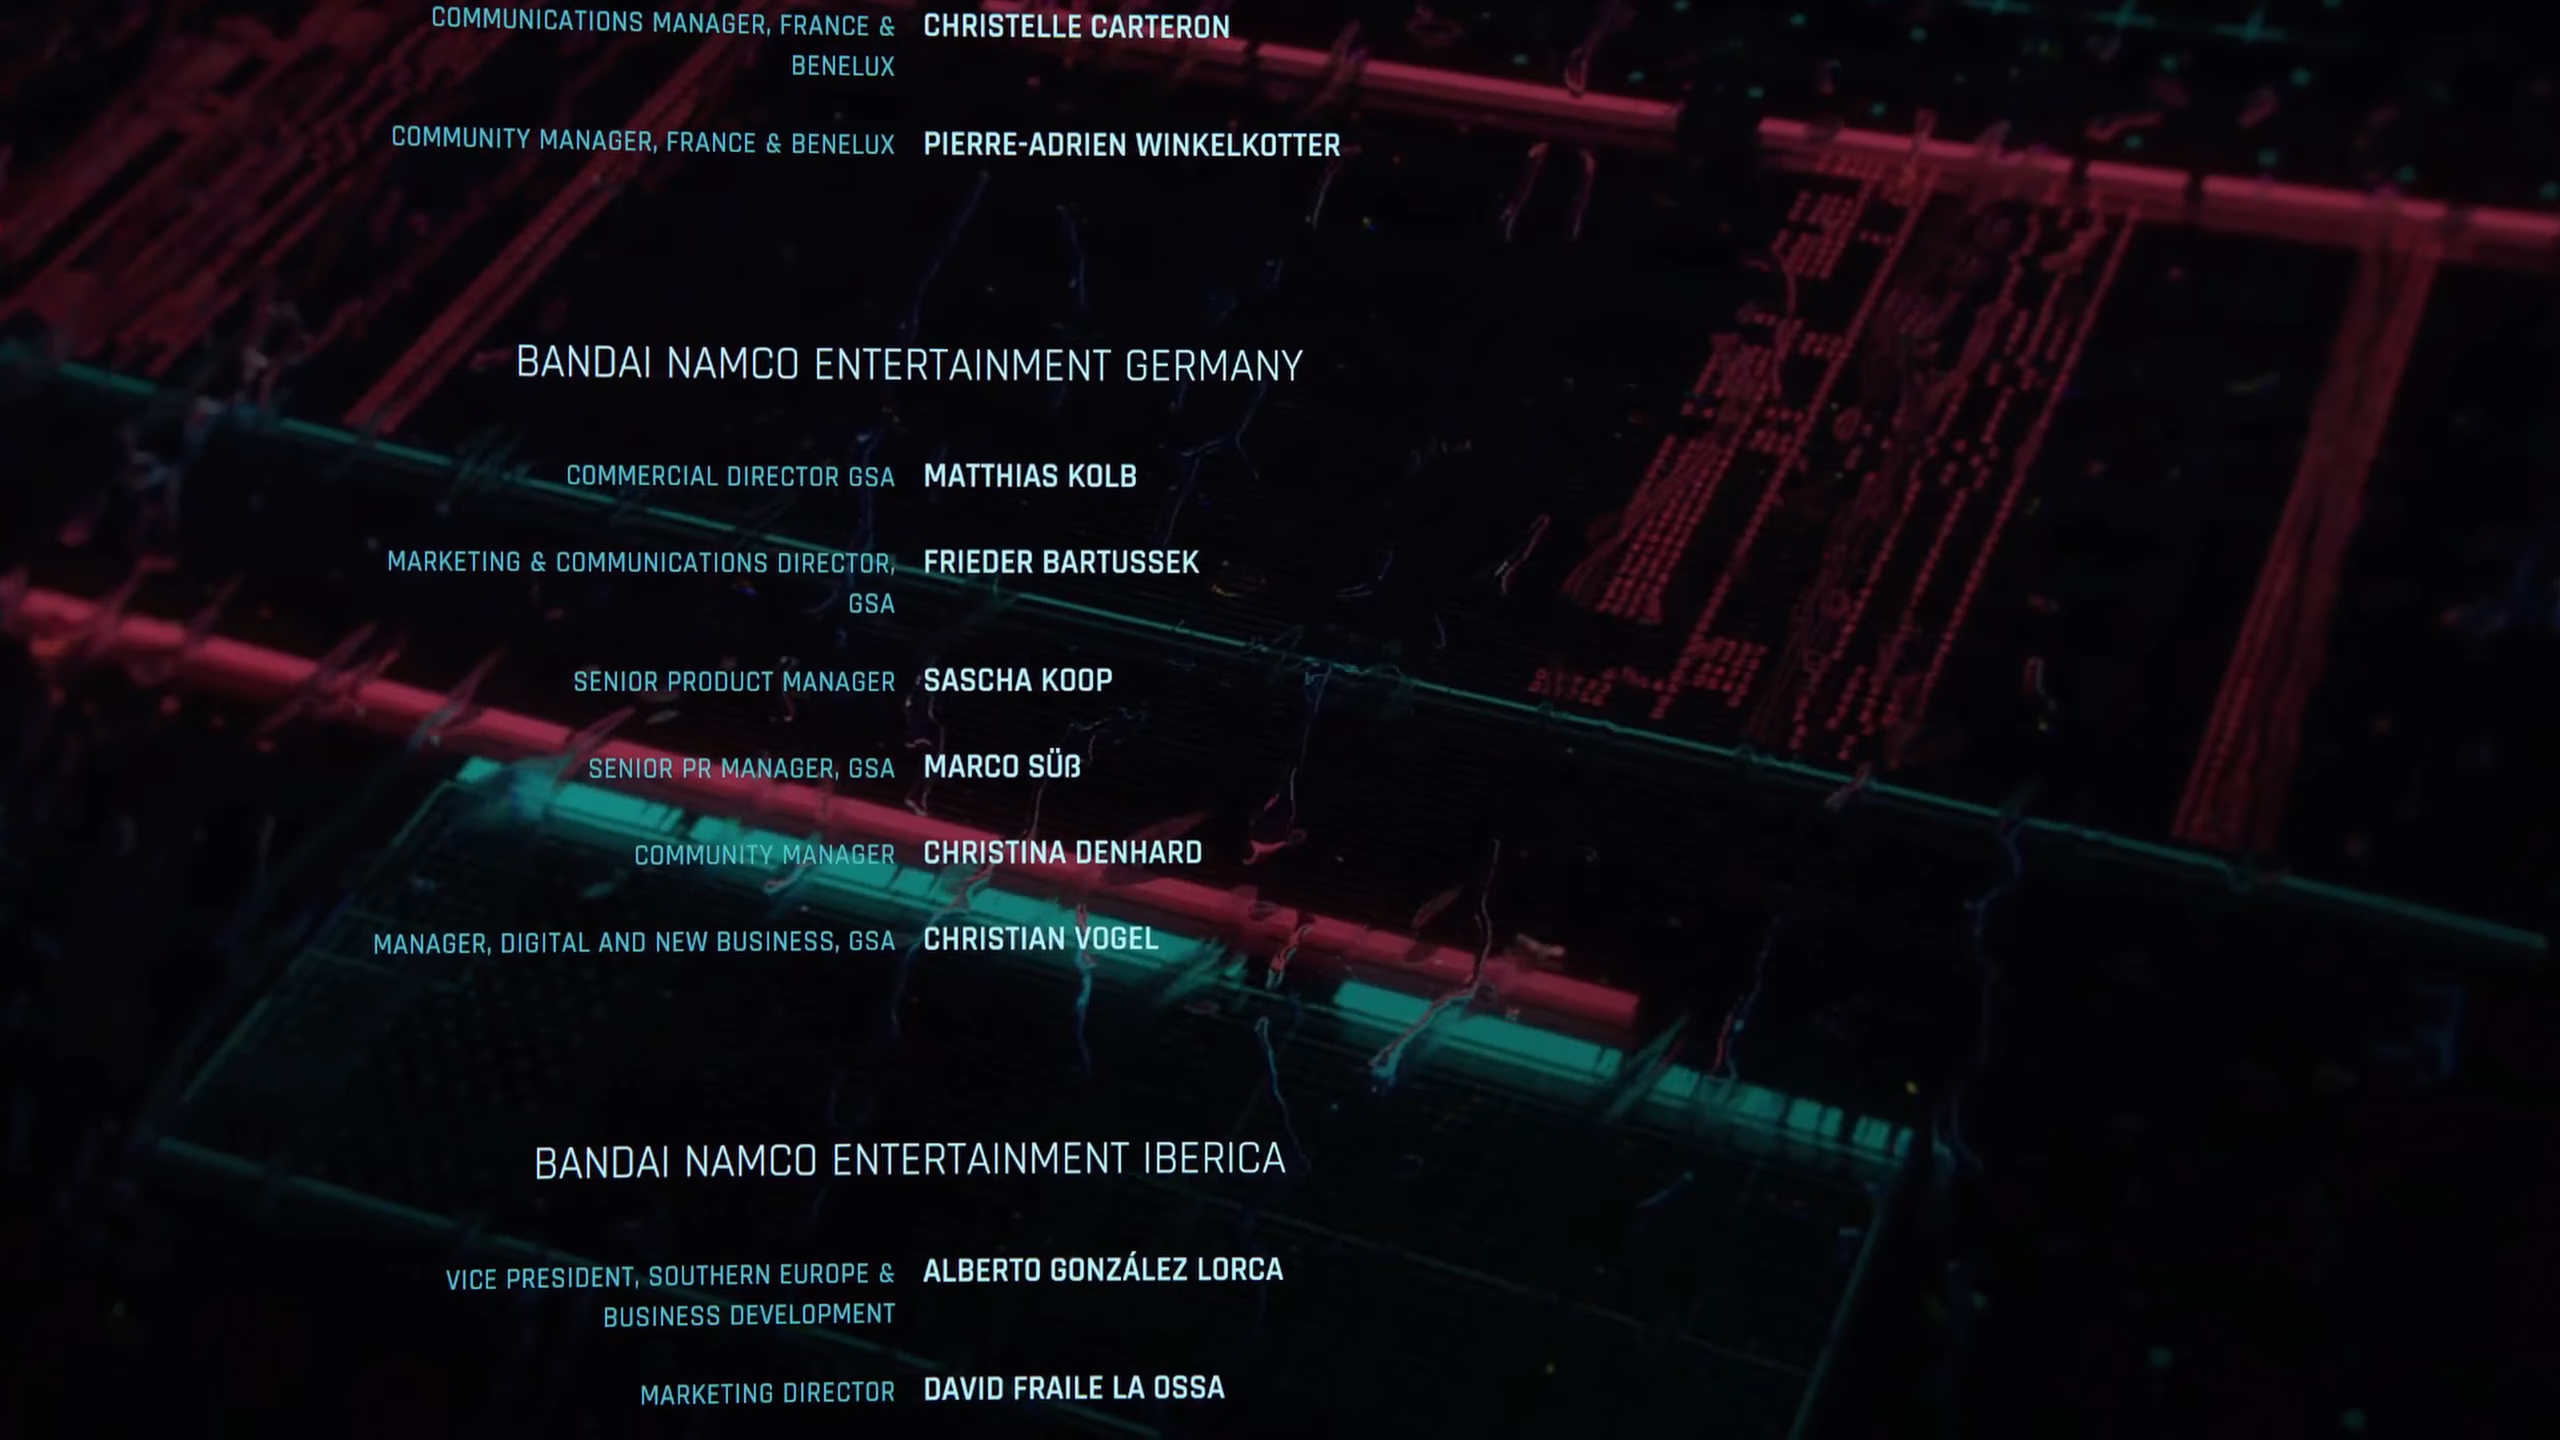 COMMUNICATIONS MANAGER, FRANCE & CHRISTELLE CARTERON
BENELUX
COMMUNITY MANAGER, FRANCE & BENELUX PIERRE-ADRIEN WINKELKOTTER
BANDAI NAMCO ENTERTAINMENT GERMANY
COMMERCIAL DIRECTOR GSA MATTHIAS KOLB
MARKETING & COMMUNICATIONS DIRECTOR, FRIEDER BARTUSSEK
GSA
SENIOR PRODUCT MANAGER SASCHA KOOP
SENIOR PR MANAGER, GSA MARCO SÜß
COMMUNITY MANAGER CHRISTINA DENHARD
MANAGER, DIGITAL AND NEW BUSINESS, GSA CHRISTIAN VOGEL
BANDAI NAMCO ENTERTAINMENT IBERICA
VICE PRESIDENT, SOUTHERN EUROPE & ALBERTO GONZÁLEZ LORCA
BUSINESS DEVELOPMENT
MARKETING DIRECTOR DAVID FRAILE LA OSSA